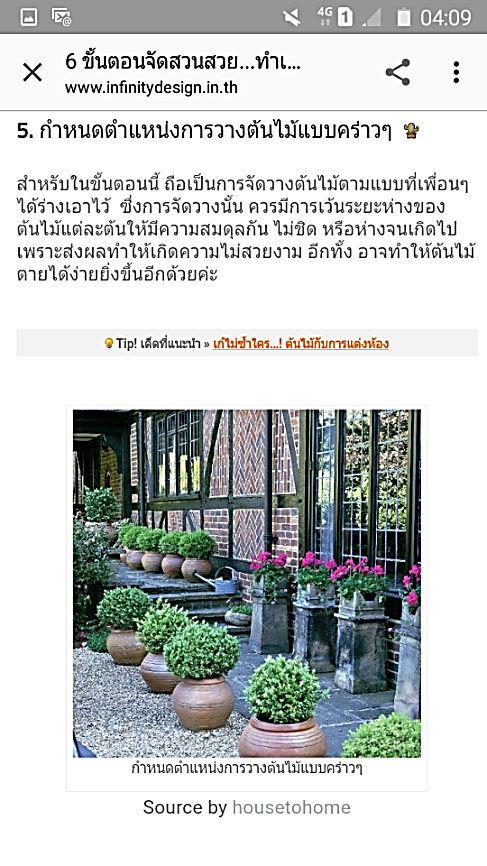 4G 1 04:09
6 ขั้นตอนจัดสวนสวย...ทำเ...
www.infinitydesign.in.th
5. กำหนดตำแหน่งการวางต้นไม้แบบคร่าวๆ
สำหรับในขั้นตอนนี้ ถือเป็นการจัดวางต้นไม้ตามแบบที่เพื่อนๆ
ได้ร่างเอาไว้ ซึ่งการจัดวางนั้น ควรมีการเว้นระยะห่างของ
ต้นไม้แต่ละต้นให้มีความสมดุลกัน ไม่ชิด หรือห่างจนเกินไป
เพราะส่งผลทำให้เกิดความไม่สวยงาม อีกทั้ง อาจทำให้ต้นไม้
ตายได้ง่ายยิ่งขึ้นอีกด้วยค่ะ
Tip! เด็ดที่แนะนำ » เก๋ไม่ซ้ำใคร...! ต้นไม้กับการแต่งห้อง
กำหนดตำแหน่งการวางต้นไม้แบบคร่าวๆ
Source by housetohome